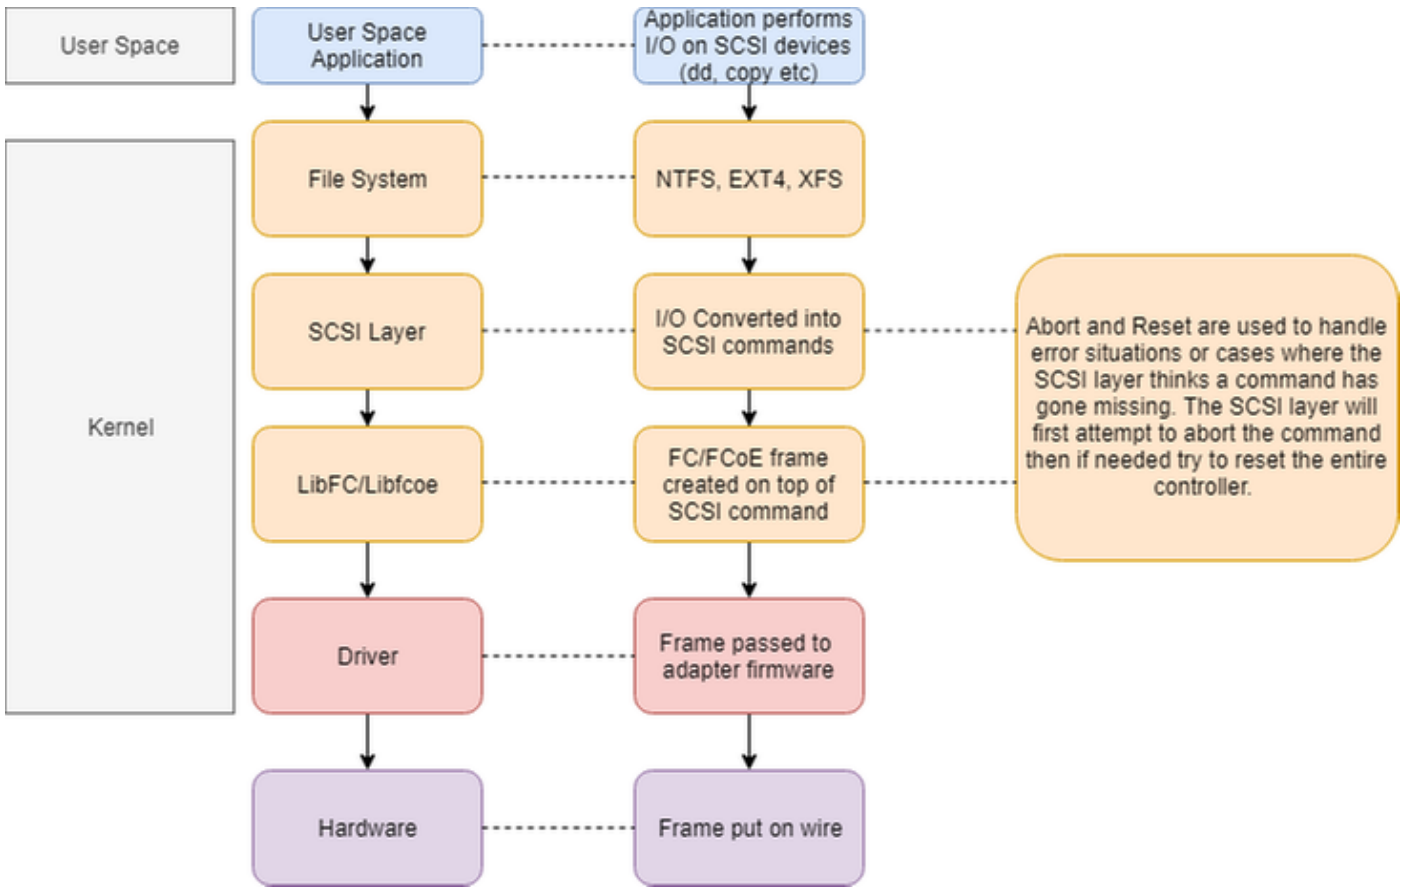 User Space
User Space
Application
Application performs
I/O on SCSI devices
(dd, copy etc)
File System
NTFS, EXT4, XFS
Kernel
SCSI Layer
I/O Converted into
SCSI commands
Abort and Reset are used to handle
error situations or cases where the
SCSI layer thinks a command has
gone missing. The SCSI layer will
first attempt to abort the command
then if needed try to reset the entire
controller.
LibFC/Libfcoe
FC/FCoE frame
created on top of
SCSI command
Driver
Frame passed to
adapter firmware
Hardware
Frame put on wire